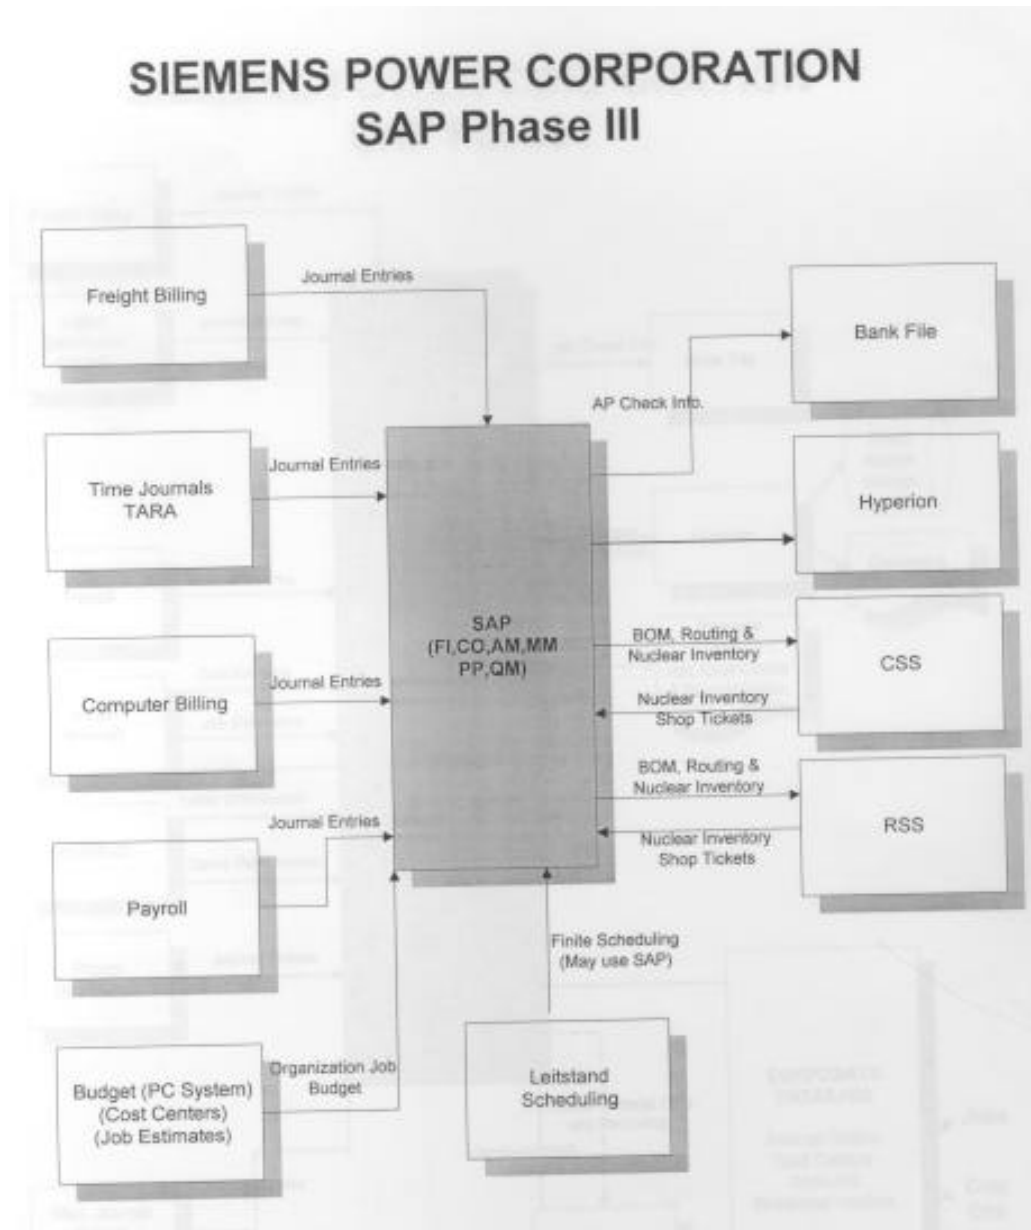 SIEMENS POWER CORPORATION
SAP Phase III
Freight Billing
Journal Entries
Bank File
AP Check Info.
Time Journals
TARA
Journal Entries
Hyperion
SAP
(FI,CO,AM,MM
PP,QM)
BOM, Routing &
Nuclear Inventory
CSS
Nuclear Inventory
Shop Tickets
Computer Billing
Journal Entries
BOM, Routing &
Nuclear Inventory
RSS
Nuclear Inventory
Shop Tickets
Journal Entries
Payroll
Finite Scheduling
(May use SAP)
Organization Job
Budget
Budget (PC System)
(Cost Centers)
(Job Estimates)
Leitstand
Scheduling